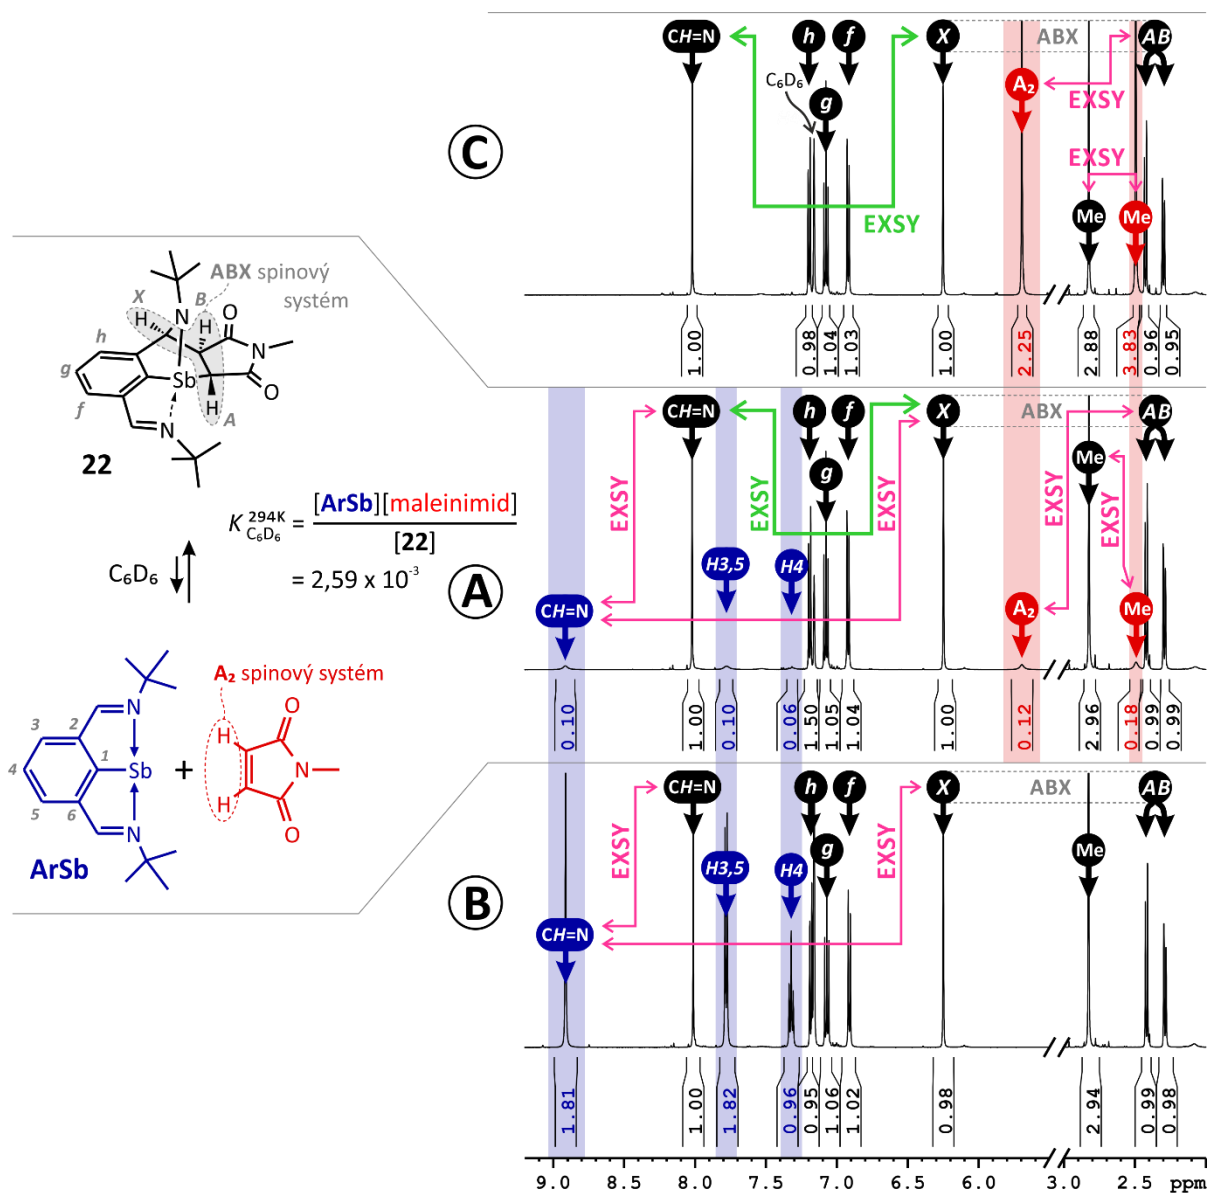 CH=N
h
f
X
ABX
AB
C6D6
g
A2
EXSY
EXSY
EXSY
Me
Me
C
1.00
0.98
1.04
1.03
1.00
2.25
2.88
3.83
0.96
0.95
ABX spinový
systém
X
B
A
H
H
H
N
O
N
O
Sb
N
h
g
f
22
K 294K C6D6 = [ArSb][maleinimid]
[22]
= 2,59 x 10-3
C6D6
A
CH=N
h
f
X
ABX
AB
Me
g
EXSY
EXSY
EXSY
EXSY
EXSY
H3,5
H4
CH=N
A2
Me
0.10
1.00
0.10
0.06
1.50
1.05
1.04
1.00
0.12
2.96
0.18
0.99
0.99
A2 spinový systém
N
Sb
N
1
2
3
4
5
6
+
H
H
O
N
O
ArSb
B
CH=N
h
f
X
ABX
AB
EXSY
EXSY
g
Me
H3,5
H4
CH=N
1.81
1.00
1.82
0.96
0.95
1.06
1.02
0.98
2.94
0.99
0.98
9.0 8.5 8.0 7.5 7.0 6.5 6.0 3.0 2.5 ppm